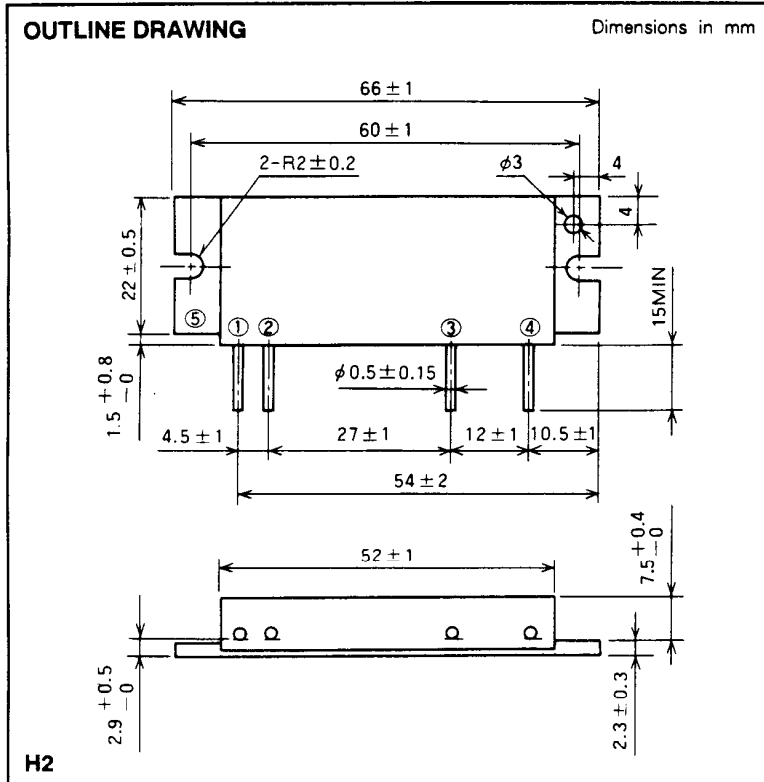 OUTLINE DRAWING
Dimensions in mm
66±1
60±1
2-R2±0.2
φ3
4
4
22±0.5
15MIN
⑤
①
②
③
④
φ0.5±0.15
1.5 +0.8 −0
4.5±1
27±1
12±1
10.5±1
54±2
52±1
7.5 +0.4 −0
2.9 +0.5 −0
2.3±0.3
H2